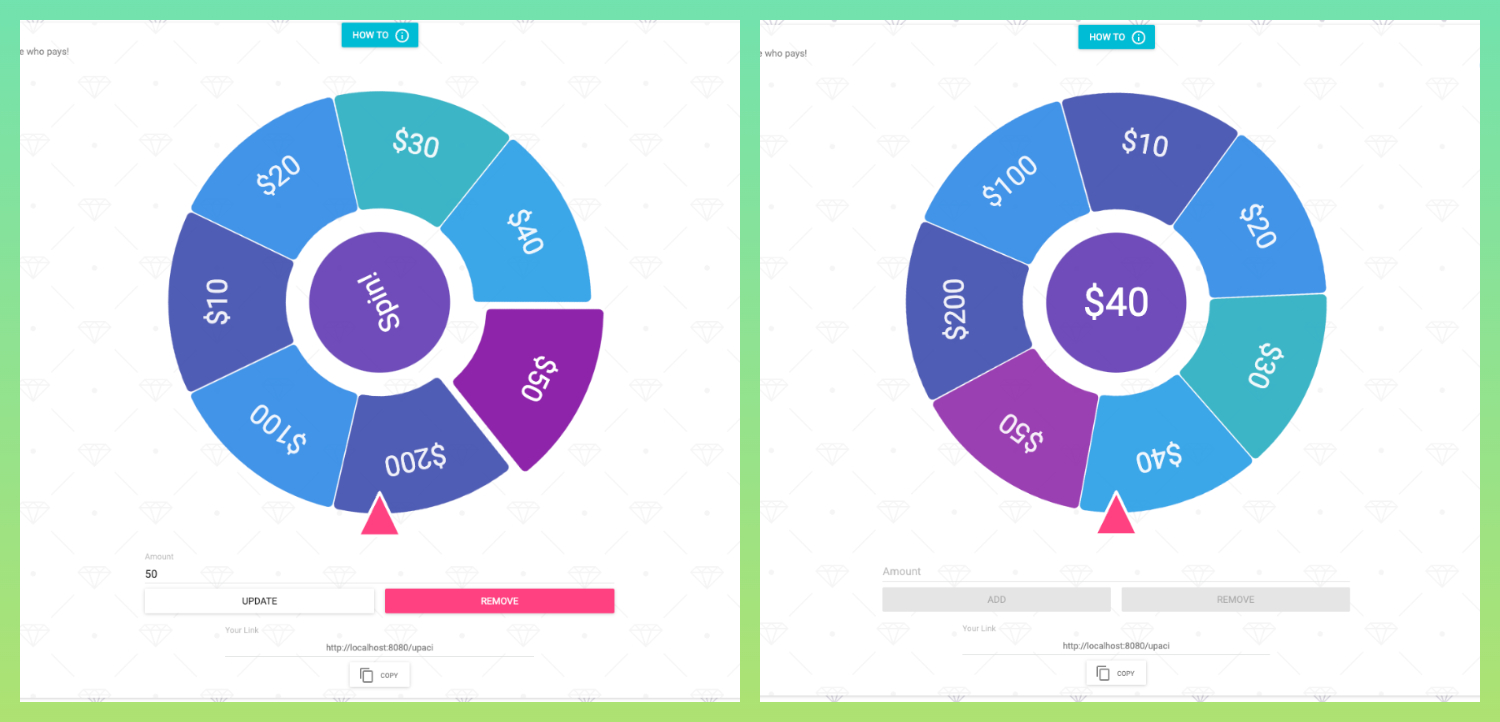 HOW TO
e who pays!
$30
$20
$40
$10
Spin!
$50
$100
$200
Amount
50
UPDATE
REMOVE
Your Link
http://localhost:8080/upaci
COPY
HOW TO
e who pays!
$10
$100
$20
$200
$40
$30
$50
$40
Amount
ADD
REMOVE
Your Link
http://localhost:8080/upaci
COPY